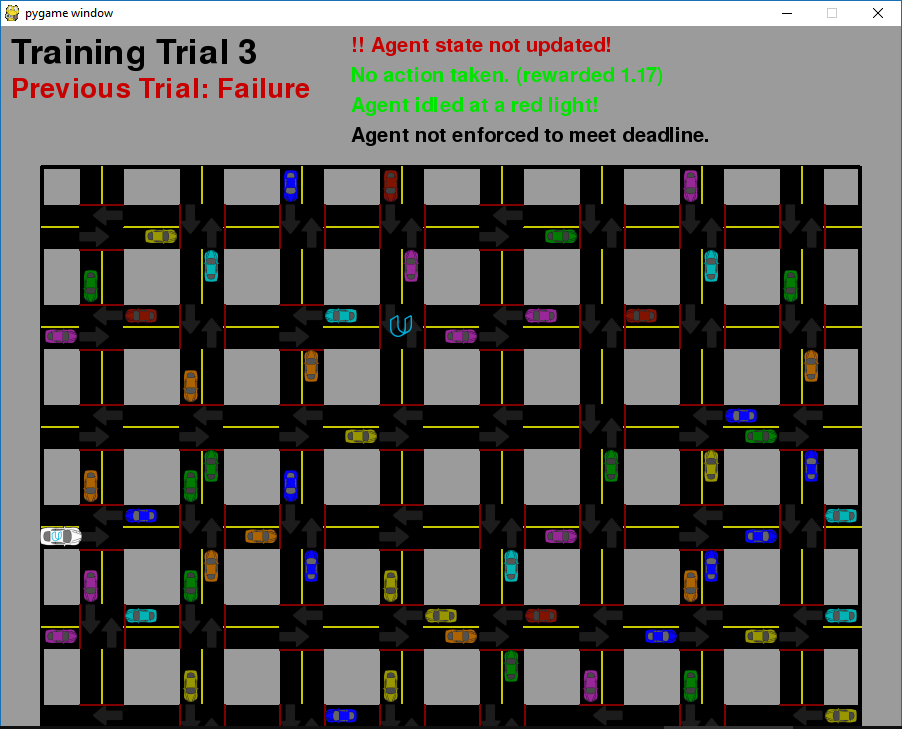 pygame window
Training Trial 3
Previous Trial: Failure
!! Agent state not updated!
No action taken. (rewarded 1.17)
Agent idled at a red light!
Agent not enforced to meet deadline.